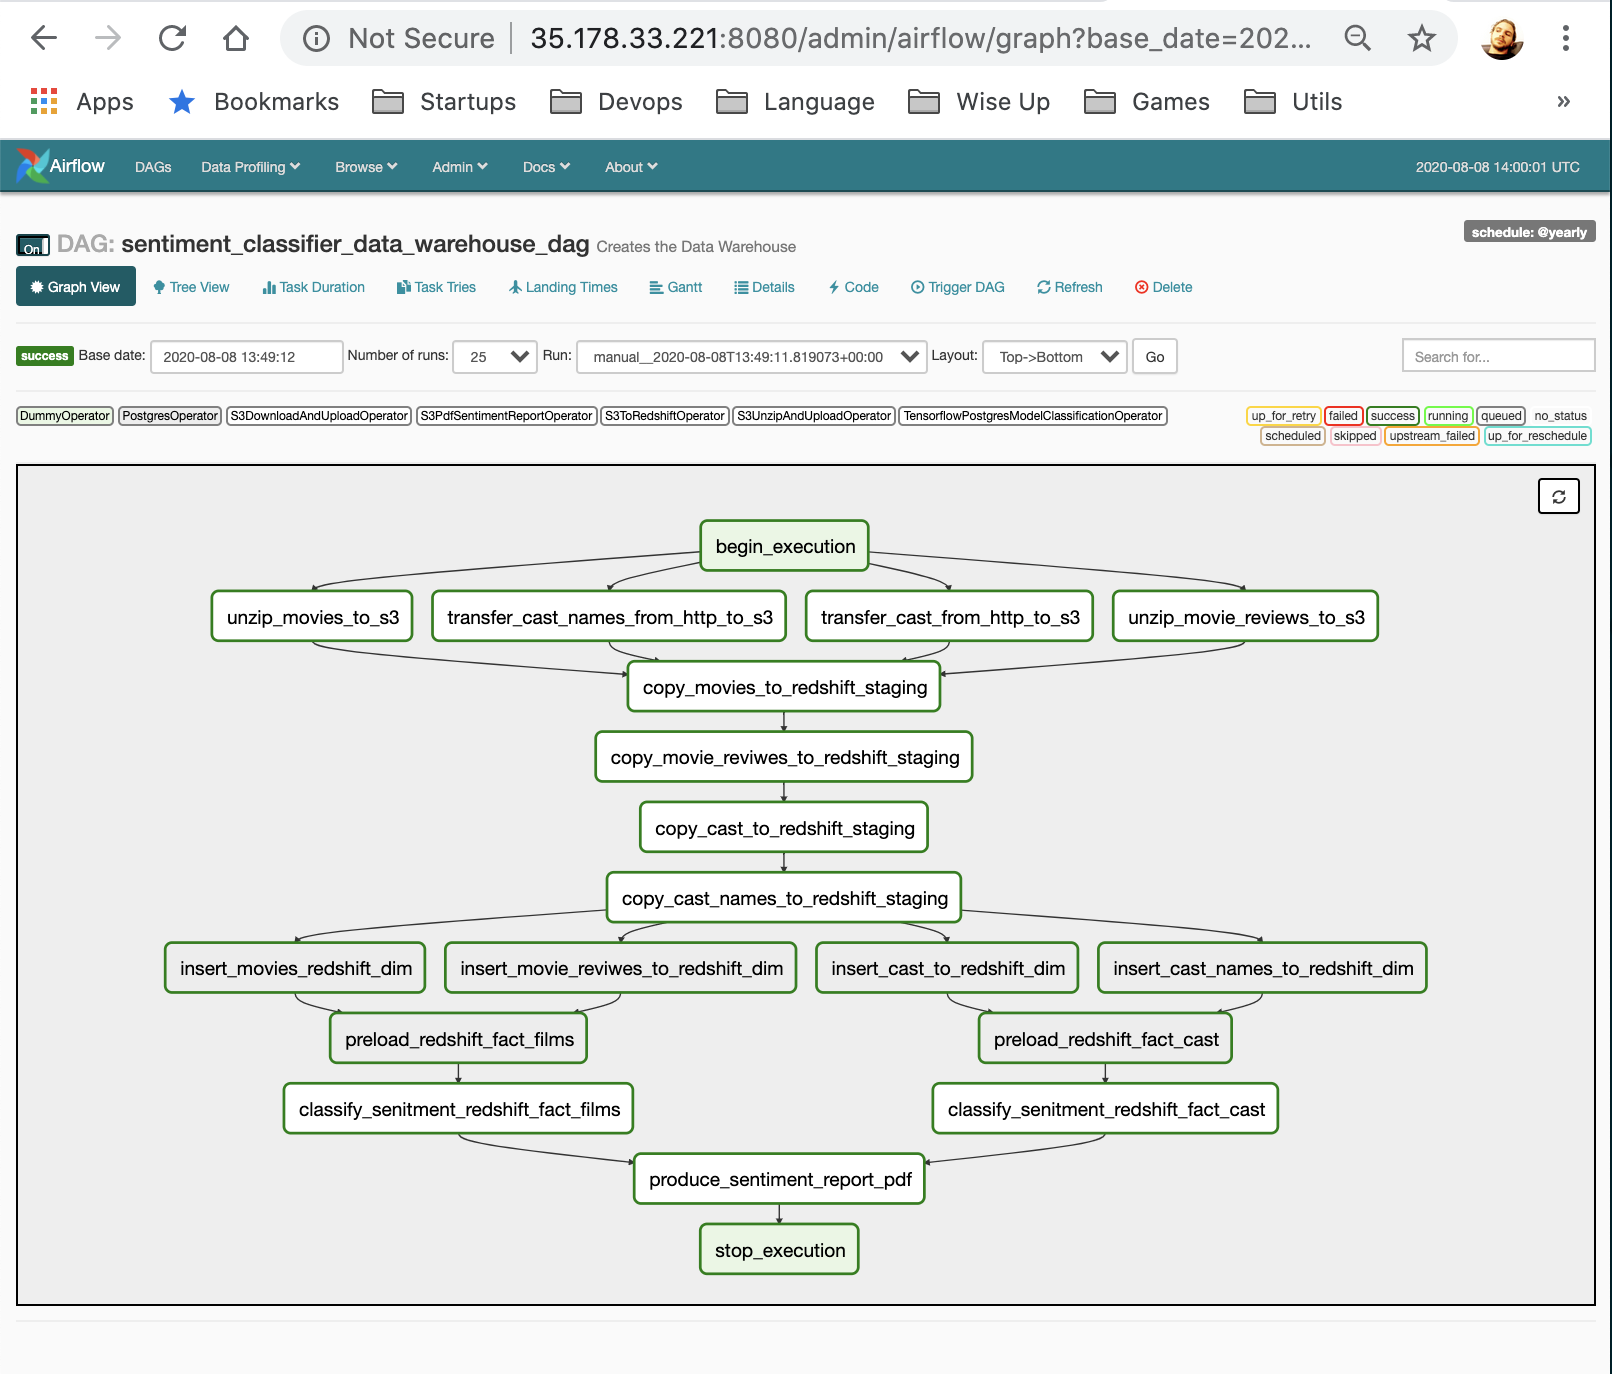 Not Secure 35.178.33.221:8080/admin/airflow/graph?base_date=202...
Apps Bookmarks Startups Devops Language Wise Up Games Utils »
Airflow DAGs Data Profiling Browse Admin Docs About 2020-08-08 14:00:01 UTC
On DAG: sentiment_classifier_data_warehouse_dag Creates the Data Warehouse schedule: @yearly
Graph View Tree View Task Duration Task Tries Landing Times Gantt Details Code Trigger DAG Refresh Delete
success Base date: 2020-08-08 13:49:12 Number of runs: 25 Run: manual__2020-08-08T13:49:11.819073+00:00 Layout: Top->Bottom Go Search for...
DummyOperator PostgresOperator S3DownloadAndUploadOperator S3PdfSentimentReportOperator S3ToRedshiftOperator S3UnzipAndUploadOperator TensorflowPostgresModelClassificationOperator up_for_retry failed success running queued no_status
scheduled skipped upstream_failed up_for_reschedule
begin_execution
unzip_movies_to_s3 transfer_cast_names_from_http_to_s3 transfer_cast_from_http_to_s3 unzip_movie_reviews_to_s3
copy_movies_to_redshift_staging
copy_movie_reviwes_to_redshift_staging
copy_cast_to_redshift_staging
copy_cast_names_to_redshift_staging
insert_movies_redshift_dim insert_movie_reviwes_to_redshift_dim insert_cast_to_redshift_dim insert_cast_names_to_redshift_dim
preload_redshift_fact_films preload_redshift_fact_cast
classify_senitment_redshift_fact_films classify_senitment_redshift_fact_cast
produce_sentiment_report_pdf
stop_execution